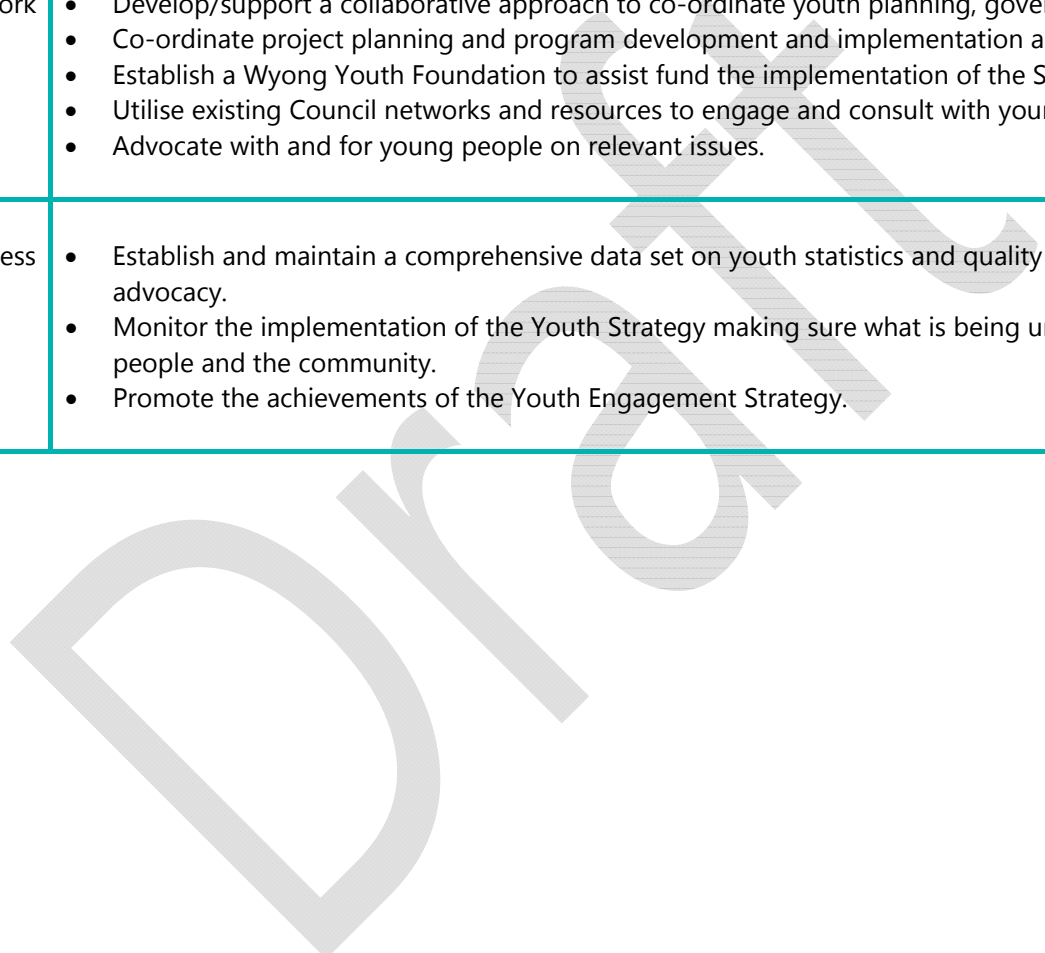 ork
• Develop/support a collaborative approach to co-ordinate youth planning, gove
• Co-ordinate project planning and program development and implementation a
• Establish a Wyong Youth Foundation to assist fund the implementation of the S
• Utilise existing Council networks and resources to engage and consult with your
• Advocate with and for young people on relevant issues.
ess
• Establish and maintain a comprehensive data set on youth statistics and quality
advocacy.
• Monitor the implementation of the Youth Strategy making sure what is being u
people and the community.
• Promote the achievements of the Youth Engagement Strategy.
Draft